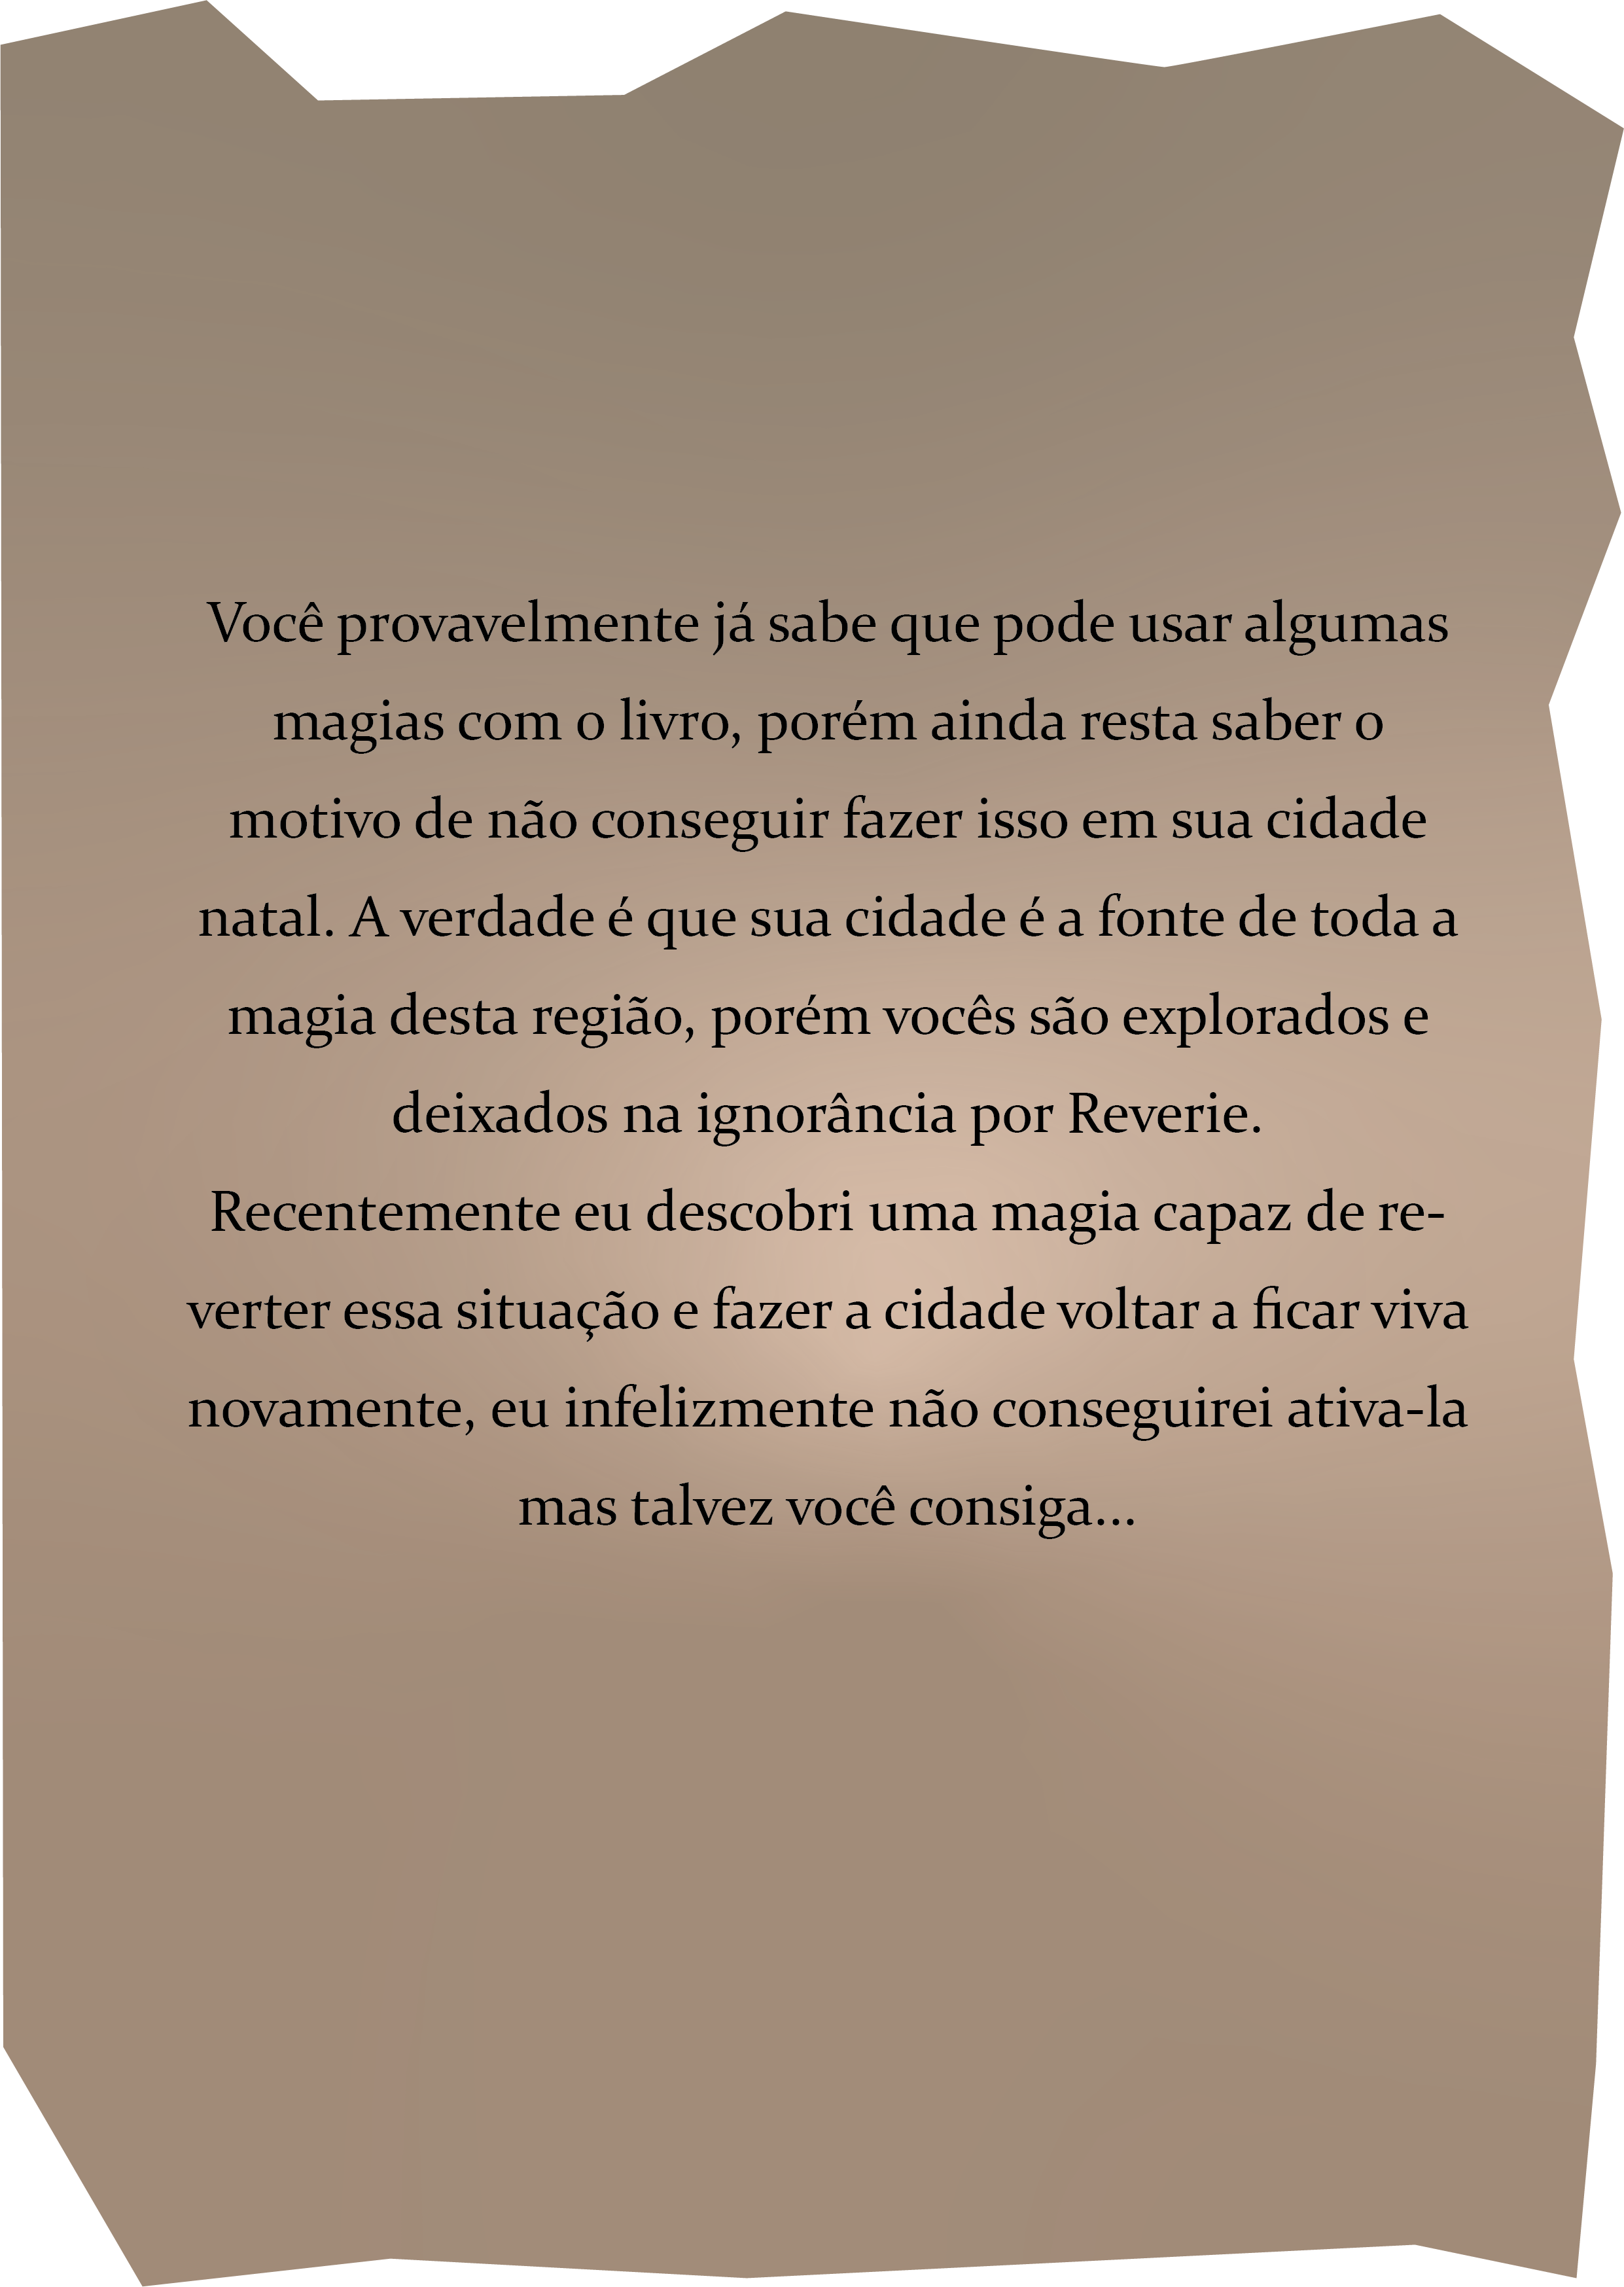 Você provavelmente já sabe que pode usar algumas
magias com o livro, porém ainda resta saber o
motivo de não conseguir fazer isso em sua cidade
natal. A verdade é que sua cidade é a fonte de toda a
magia desta região, porém vocês são explorados e
deixados na ignorância por Reverie.
Recentemente eu descobri uma magia capaz de re-
verter essa situação e fazer a cidade voltar a ficar viva
novamente, eu infelizmente não conseguirei ativa-la
mas talvez você consiga...